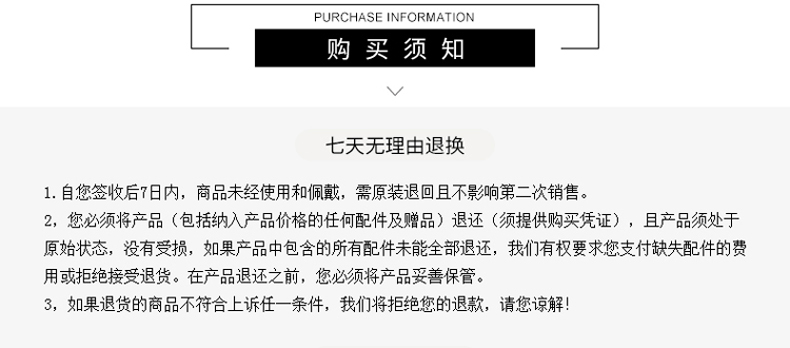 PURCHASE INFORMATION
购买须知
七天无理由退换
1.自您签收后7日内，商品未经使用和佩戴，需原装退回且不影响第二次销售。
2，您必须将产品（包括纳入产品价格的任何配件及赠品）退还（须提供购买凭证），且产品须处于
原始状态，没有受损，如果产品中包含的所有配件未能全部退还，我们有权要求您支付缺失配件的费
用或拒绝接受退货。在产品退还之前，您必须将产品妥善保管。
3，如果退货的商品不符合上诉任一条件，我们将拒绝您的退款，请您谅解！